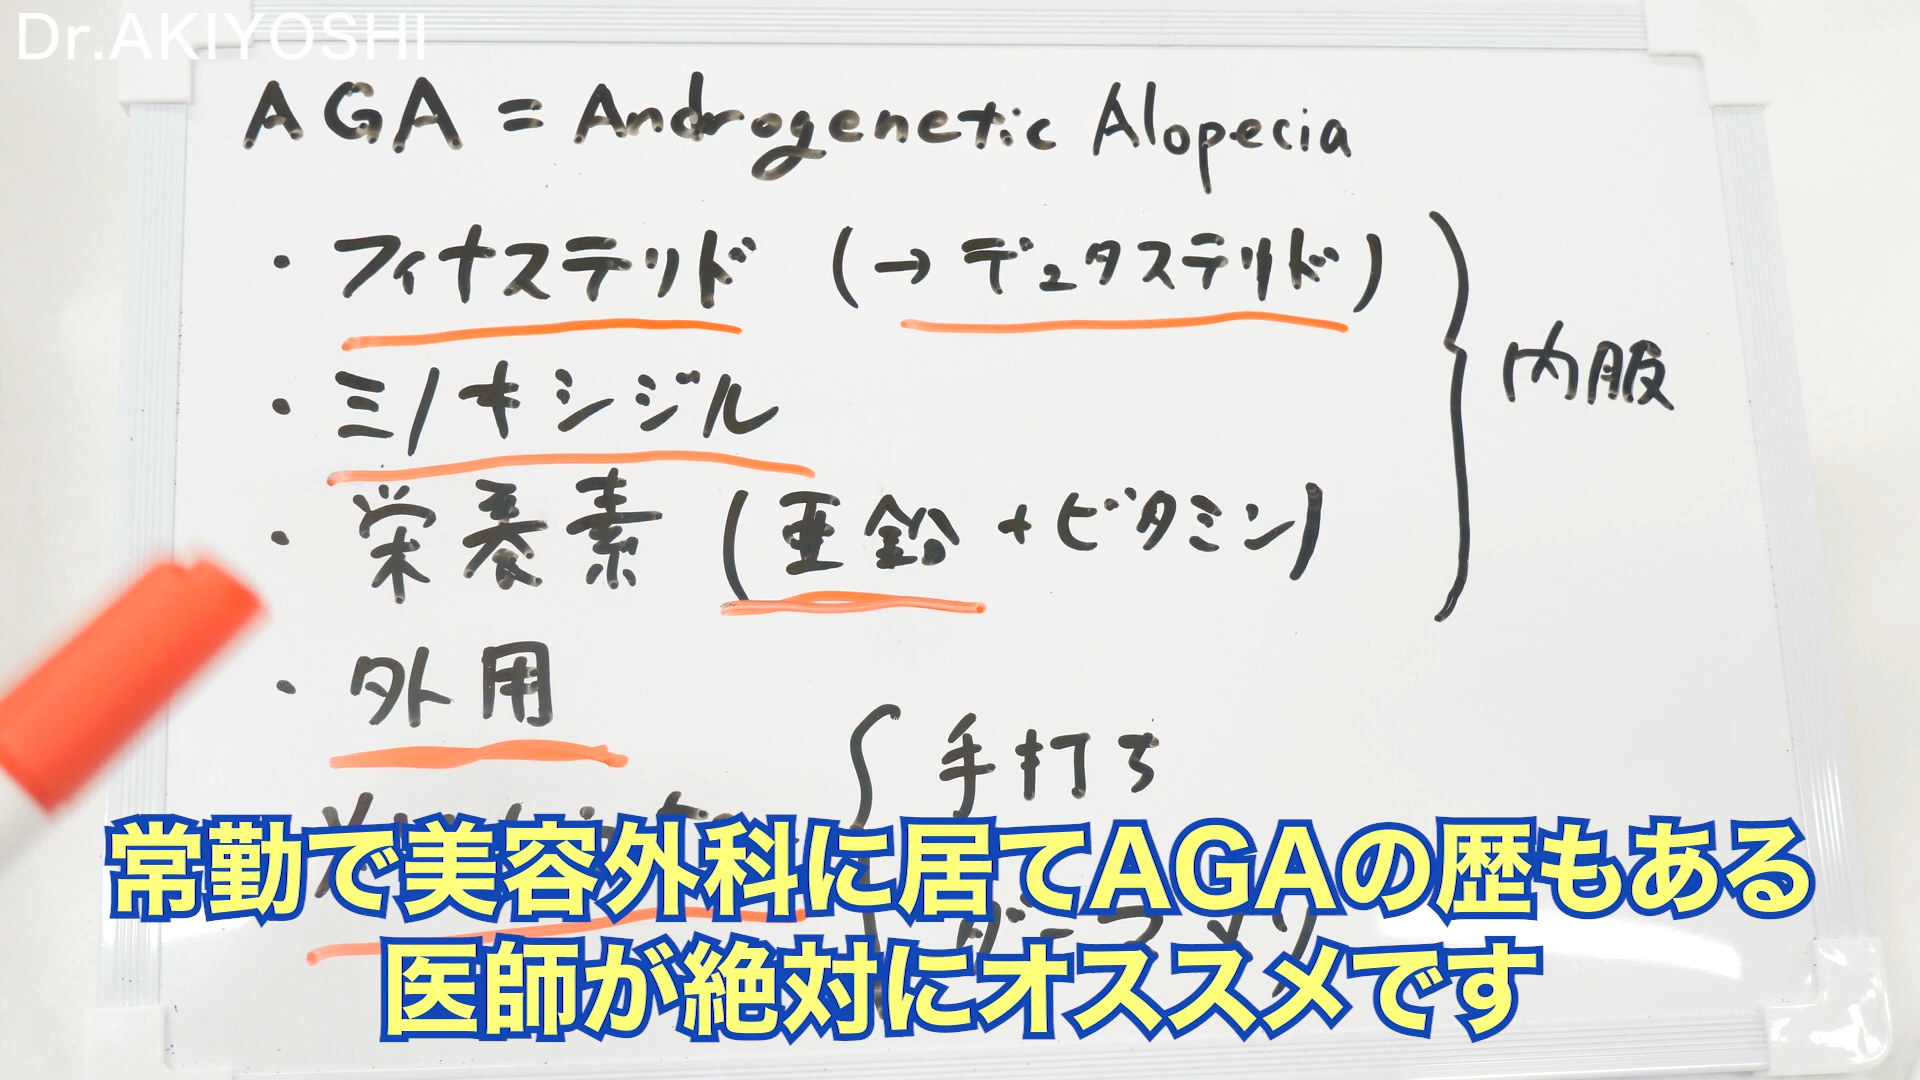 Dr.AKIYOSHI
AGA = Androgenetic Alopecia
・フィナステリド (→デュタステリド)
内服
・ミノキシジル
・栄養素 (亜鉛+ビタミン)
・外用
手打ち
常勤で美容外科に居てAGAの歴もある
医師が絶対にオススメです